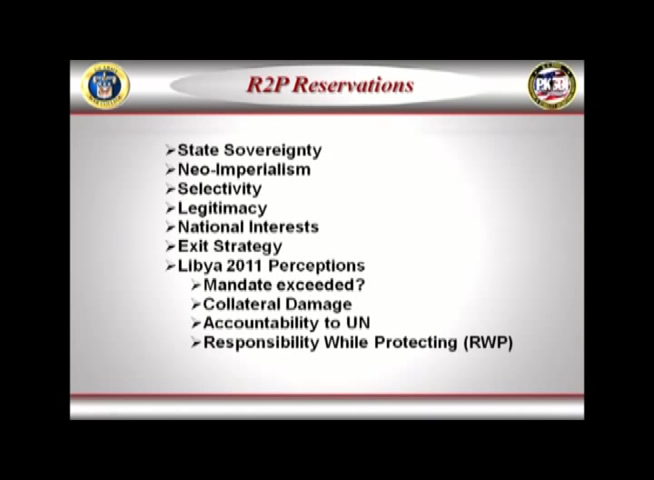 R2P Reservations
PKSOI
➢State Sovereignty
➢Neo-Imperialism
➢Selectivity
➢Legitimacy
➢National Interests
➢Exit Strategy
➢Libya 2011 Perceptions
➢Mandate exceeded?
➢Collateral Damage
➢Accountability to UN
➢Responsibility While Protecting (RWP)